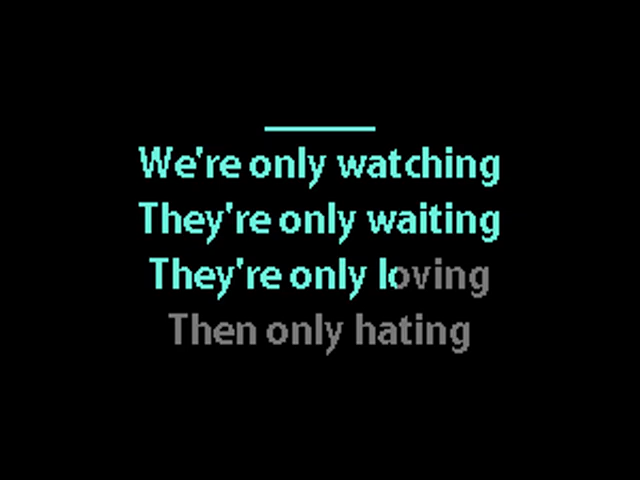 We're only watching
They're only waiting
They're only loving
Then only hating